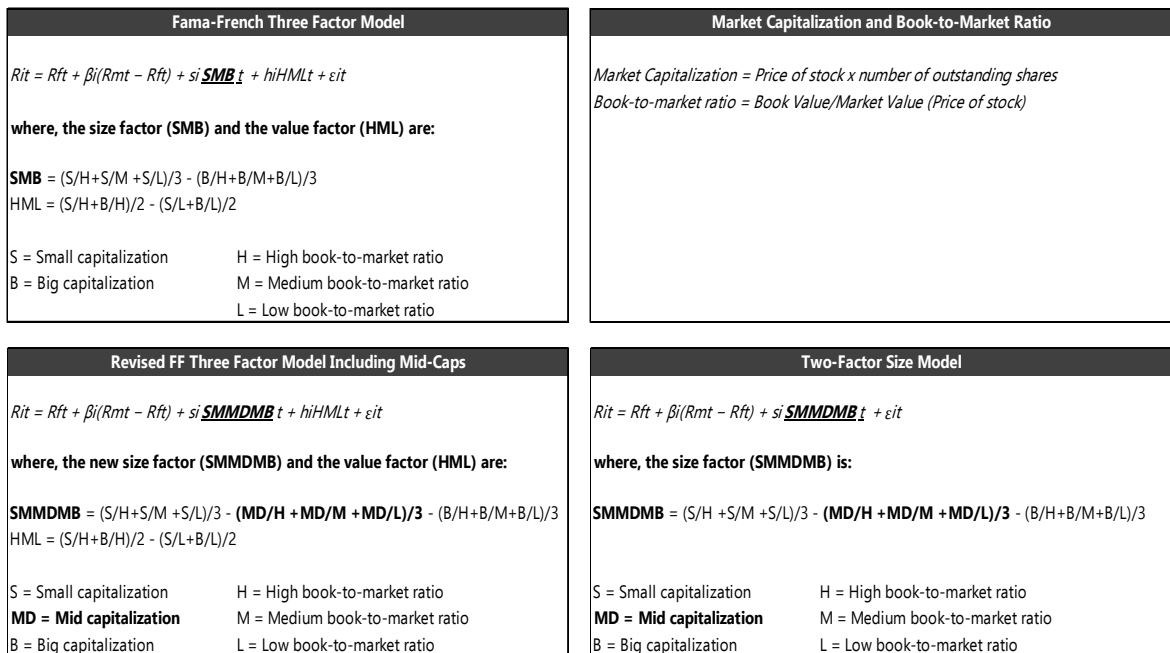 Fama-French Three Factor Model
Rit = Rft + βi(Rmt – Rft) + si SMB t + hiHMLt + εit
where, the size factor (SMB) and the value factor (HML) are:
SMB = (S/H+S/M +S/L)/3 - (B/H+B/M+B/L)/3
HML = (S/H+B/H)/2 - (S/L+B/L)/2
S = Small capitalization H = High book-to-market ratio
B = Big capitalization M = Medium book-to-market ratio
L = Low book-to-market ratio
Market Capitalization and Book-to-Market Ratio
Market Capitalization = Price of stock x number of outstanding shares
Book-to-market ratio = Book Value/Market Value (Price of stock)
Revised FF Three Factor Model Including Mid-Caps
Rit = Rft + βi(Rmt – Rft) + si SMMDMB t + hiHMLt + εit
where, the new size factor (SMMDMB) and the value factor (HML) are:
SMMDMB = (S/H+S/M +S/L)/3 - (MD/H +MD/M +MD/L)/3 - (B/H+B/M+B/L)/3
HML = (S/H+B/H)/2 - (S/L+B/L)/2
S = Small capitalization H = High book-to-market ratio
MD = Mid capitalization M = Medium book-to-market ratio
B = Big capitalization L = Low book-to-market ratio
Two-Factor Size Model
Rit = Rft + βi(Rmt – Rft) + si SMMDMB t + εit
where, the size factor (SMMDMB) is:
SMMDMB = (S/H +S/M +S/L)/3 - (MD/H +MD/M +MD/L)/3 - (B/H+B/M+B/L)/3
S = Small capitalization H = High book-to-market ratio
MD = Mid capitalization M = Medium book-to-market ratio
B = Big capitalization L = Low book-to-market ratio